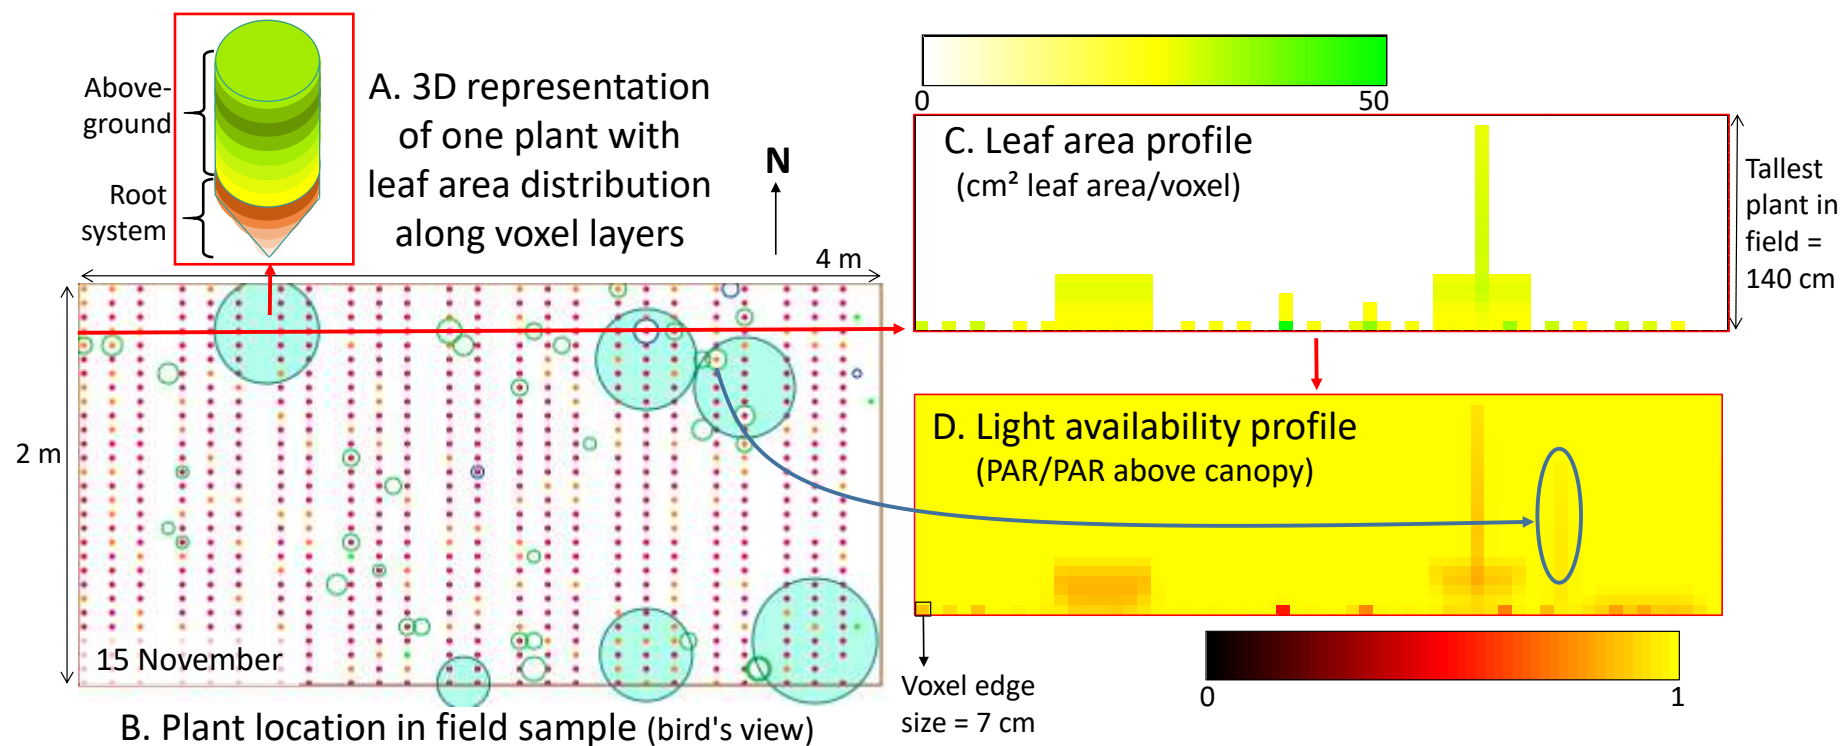 Above-
ground
Root
system
A. 3D representation
of one plant with
leaf area distribution
along voxel layers
N
4 m
2 m
15 November
B. Plant location in field sample (bird's view)
0
50
C. Leaf area profile
(cm² leaf area/voxel)
Tallest
plant in
field =
140 cm
D. Light availability profile
(PAR/PAR above canopy)
Voxel edge
size = 7 cm
0
1